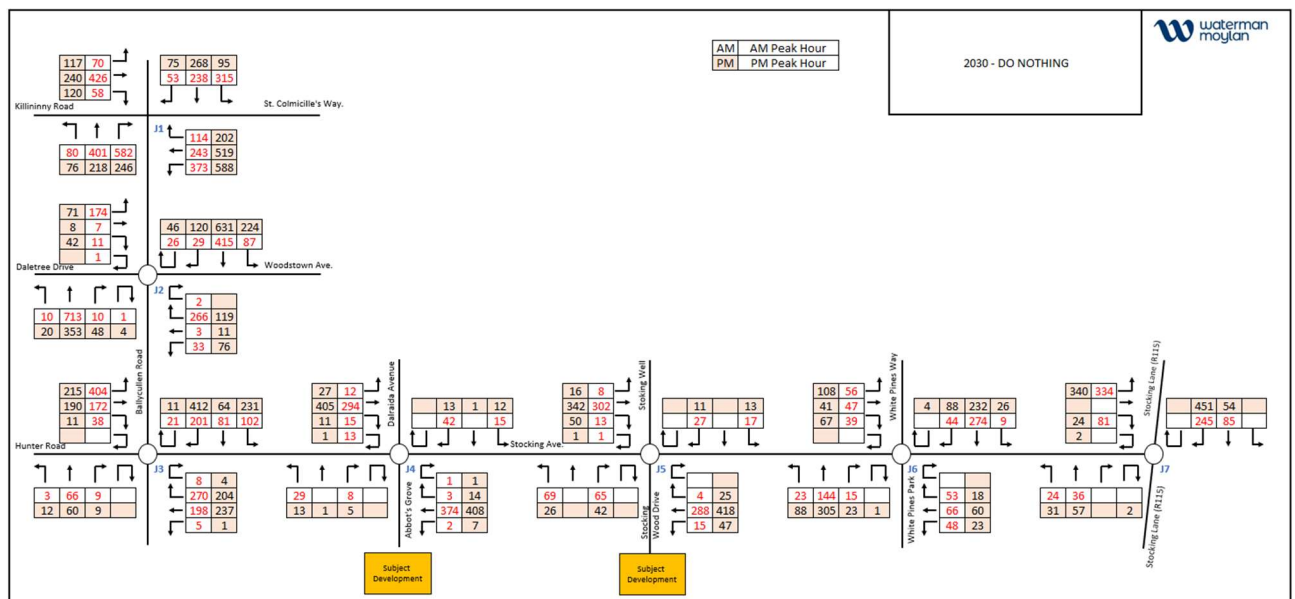 waterman
moylan
AM AM Peak Hour
PM PM Peak Hour
2030 - DO NOTHING
117 70
240 426
120 58
75 268 95
53 238 315
Killininny Road
St. Colmicille's Way.
J1
80 401 582
76 218 246
114 202
243 519
373 588
71 174
8 7
42 11
1
46 120 631 224
26 29 415 87
Daletree Drive
Woodstown Ave.
J2
10 713 10 1
20 353 48 4
2
266 119
3 11
33 76
Ballycullen Road
215 404
190 172
11 38
11 412 64 231
21 201 81 102
Hunter Road
J3
3 66 9
12 60 9
8 4
270 204
198 237
5 1
27 12
405 294
11 15
1 13
Dalraida Avenue
13 1 12
42 15
Stocking Ave.
J4
29 8
13 1 5
Abbot's Grove
1 1
3 14
374 408
2 7
Subject
Development
16 8
342 302
50 13
1 1
Stoking Well
11 13
27 17
J5
69 65
26 42
Stocking
Wood Drive
4 25
288 418
15 47
Subject
Development
108 56
41 47
67 39
White Pines Way
4 88 232 26
44 274 9
J6
23 144 15
88 305 23 1
White Pines Park
53 18
66 60
48 23
340 334
24 81
2
Stocking Lane (R115)
451 54
245 85
J7
24 36
31 57 2
Stocking Lane (R115)